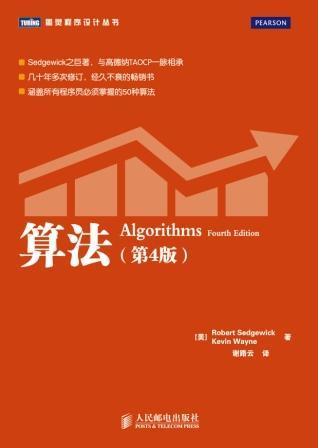 TURING 图灵程序设计丛书
PEARSON
Sedgewick之巨著，与高德纳TAOCP一脉相承
几十年多次修订，经久不衰的畅销书
涵盖所有程序员必须掌握的50种算法
算法 Algorithms Fourth Edition
（第4版）
[美] Robert Sedgewick
Kevin Wayne 著
谢路云 译
人民邮电出版社
POSTS & TELECOM PRESS